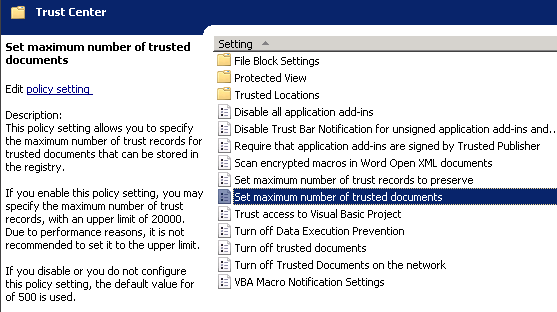 Trust Center
Set maximum number of trusted
documents
Edit policy setting
Description:
This policy setting allows you to specify
the maximum number of trust records for
trusted documents that can be stored in
the registry.
If you enable this policy setting, you may
specify the maximum number of trust
records, with an upper limit of 20000.
Due to performance reasons, it is not
recommended to set it to the upper limit.
If you disable or you do not configure
this policy setting, the default value for
of 500 is used.
Setting
File Block Settings
Protected View
Trusted Locations
Disable all application add-ins
Disable Trust Bar Notification for unsigned application add-ins and...
Require that application add-ins are signed by Trusted Publisher
Scan encrypted macros in Word Open XML documents
Set maximum number of trust records to preserve
Set maximum number of trusted documents
Trust access to Visual Basic Project
Turn off Data Execution Prevention
Turn off trusted documents
Turn off Trusted Documents on the network
VBA Macro Notification Settings